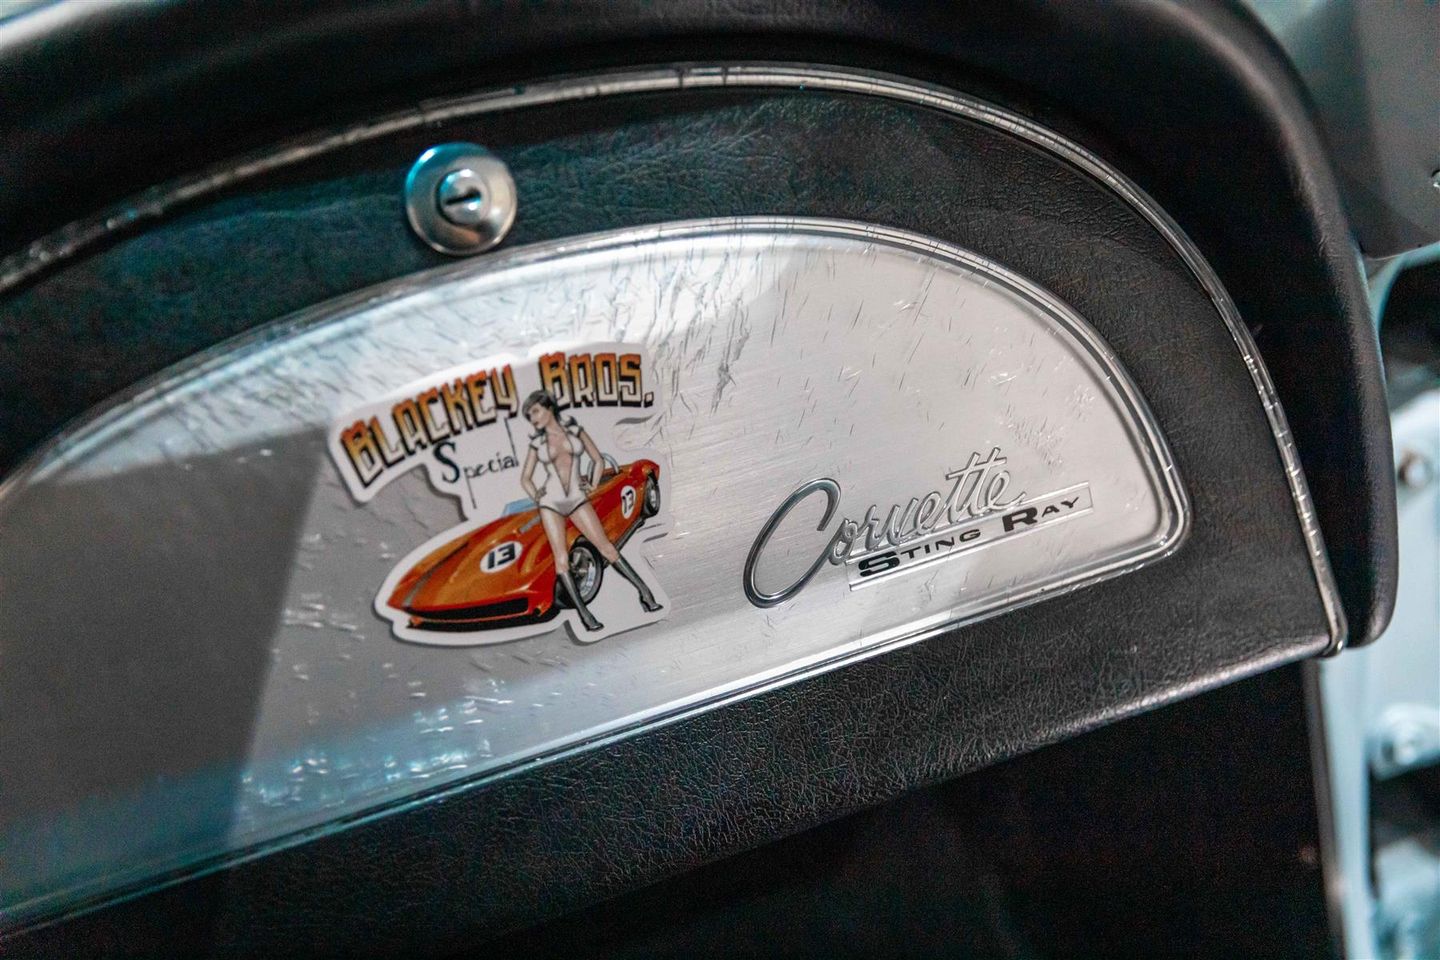 BLACKEY BROS.
Special
13
13
Corvette
STING RAY